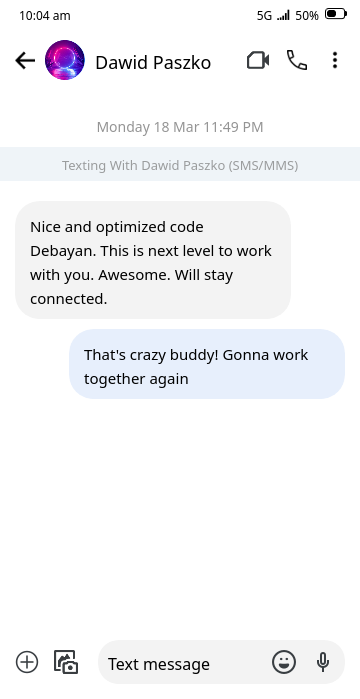 10:04 am 5G 50%
Dawid Paszko
Monday 18 Mar 11:49 PM
Texting With Dawid Paszko (SMS/MMS)
Nice and optimized code
Debayan. This is next level to work
with you. Awesome. Will stay
connected.
That's crazy buddy! Gonna work
together again
Text message